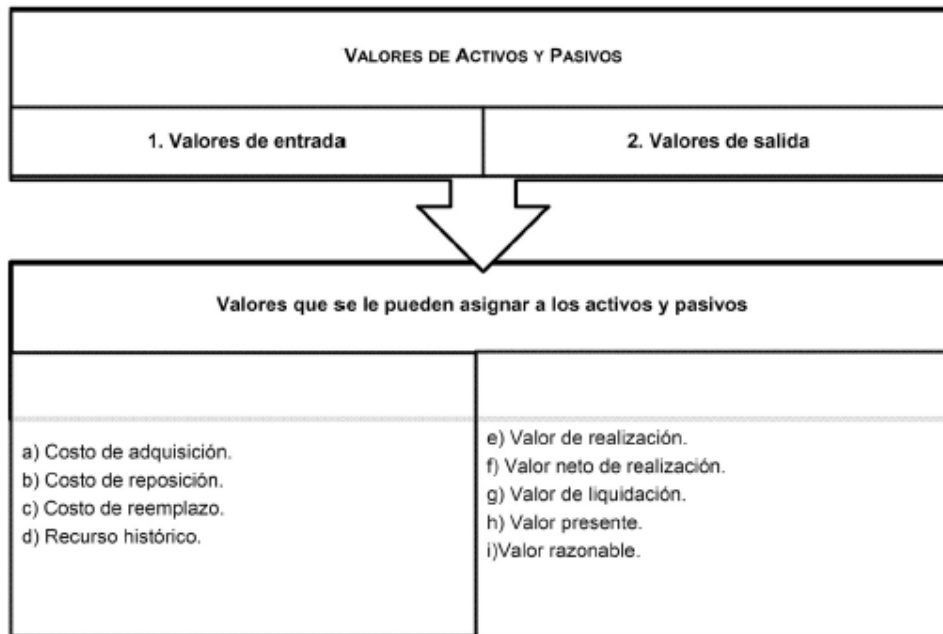 VALORES DE ACTIVOS Y PASIVOS
1. Valores de entrada
2. Valores de salida
Valores que se le pueden asignar a los activos y pasivos
a) Costo de adquisición.
b) Costo de reposición.
c) Costo de reemplazo.
d) Recurso histórico.
e) Valor de realización.
f) Valor neto de realización.
g) Valor de liquidación.
h) Valor presente.
i)Valor razonable.